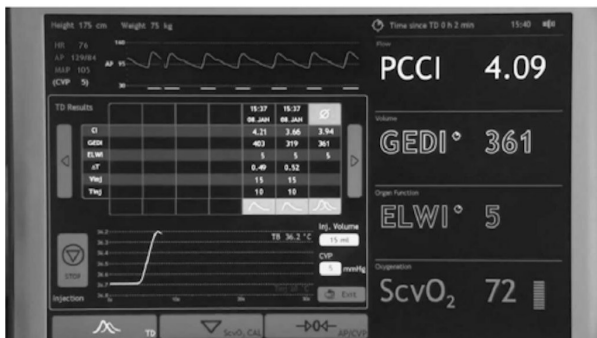 Height 175 cm Weight 75 kg
Time since TD 0 h 2 min 15:40
HR 76
AP 129/84
MAP 105
(CVP 5)
140
AP 95
30
Flow
PCCI 4.09
TD Results
15:37 15:37 Ø
08.JAN 08.JAN
CI 4.21 3.66 3.94
GEDI 403 319 361
ELWI 5 5 5
ΔT 0.49 0.52
Vinj 15 15
Tinj 10 10
Volume
GEDI 361
Organ Function
ELWI 5
TB 36.2 °C
Inj. Volume
15 ml
CVP
5 mmHg
STOP
Injection
Exit
Oxygenation
ScvO₂ 72
TD
ScvO₂ CAL
AP/CVP